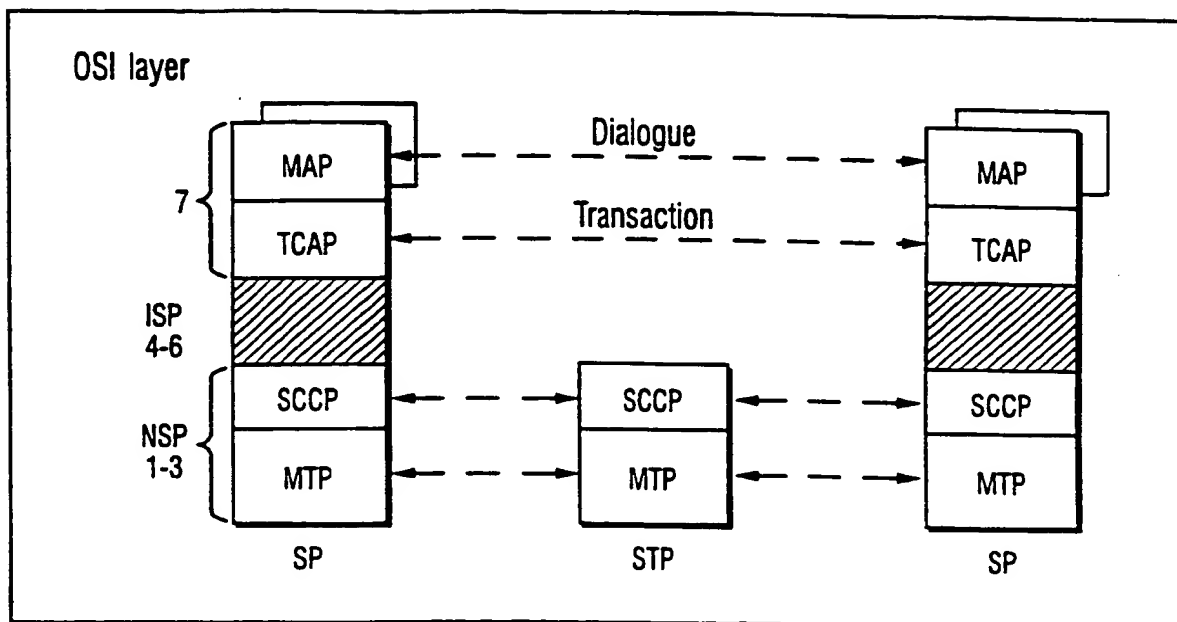 OSI layer
Dialogue
MAP
MAP
7
Transaction
TCAP
TCAP
ISP
4-6
SCCP
SCCP
SCCP
NSP
1-3
MTP
MTP
MTP
SP
STP
SP